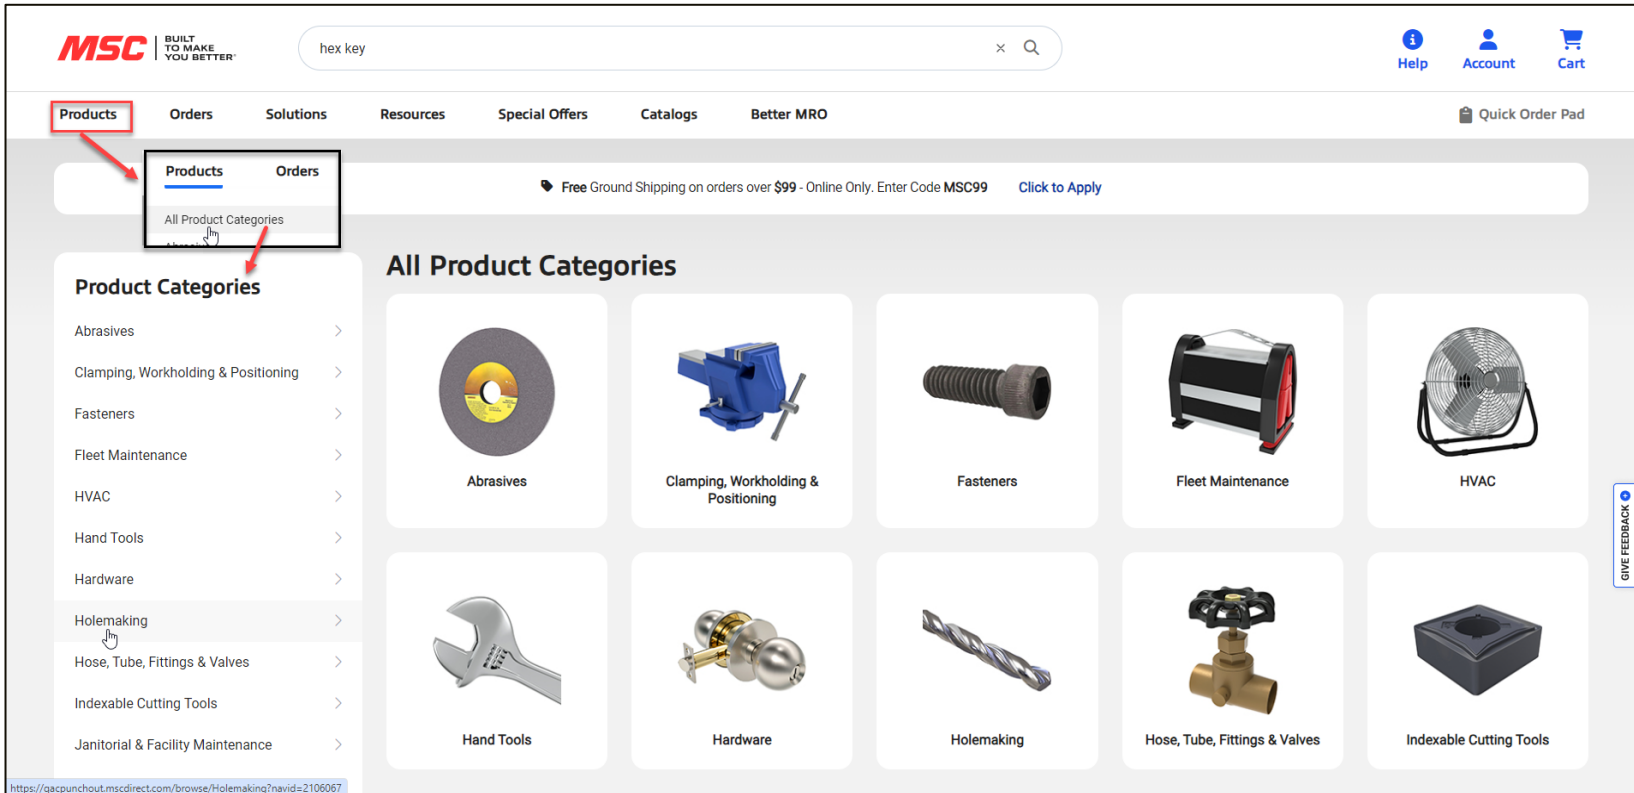 MSC
BUILT
TO MAKE
YOU BETTER
hex key
Help
Account
Cart
Products
Orders
Solutions
Resources
Special Offers
Catalogs
Better MRO
Quick Order Pad
Products
Orders
All Product Categories
Free Ground Shipping on orders over $99 - Online Only. Enter Code MSC99
Click to Apply
Product Categories
Abrasives
Clamping, Workholding & Positioning
Fasteners
Fleet Maintenance
HVAC
Hand Tools
Hardware
Holemaking
Hose, Tube, Fittings & Valves
Indexable Cutting Tools
Janitorial & Facility Maintenance
All Product Categories
Abrasives
Clamping, Workholding &
Positioning
Fasteners
Fleet Maintenance
HVAC
Hand Tools
Hardware
Holemaking
Hose, Tube, Fittings & Valves
Indexable Cutting Tools
GIVE FEEDBACK
https://qacpunchout.mscdirect.com/browse/Holemaking?navid=2106067